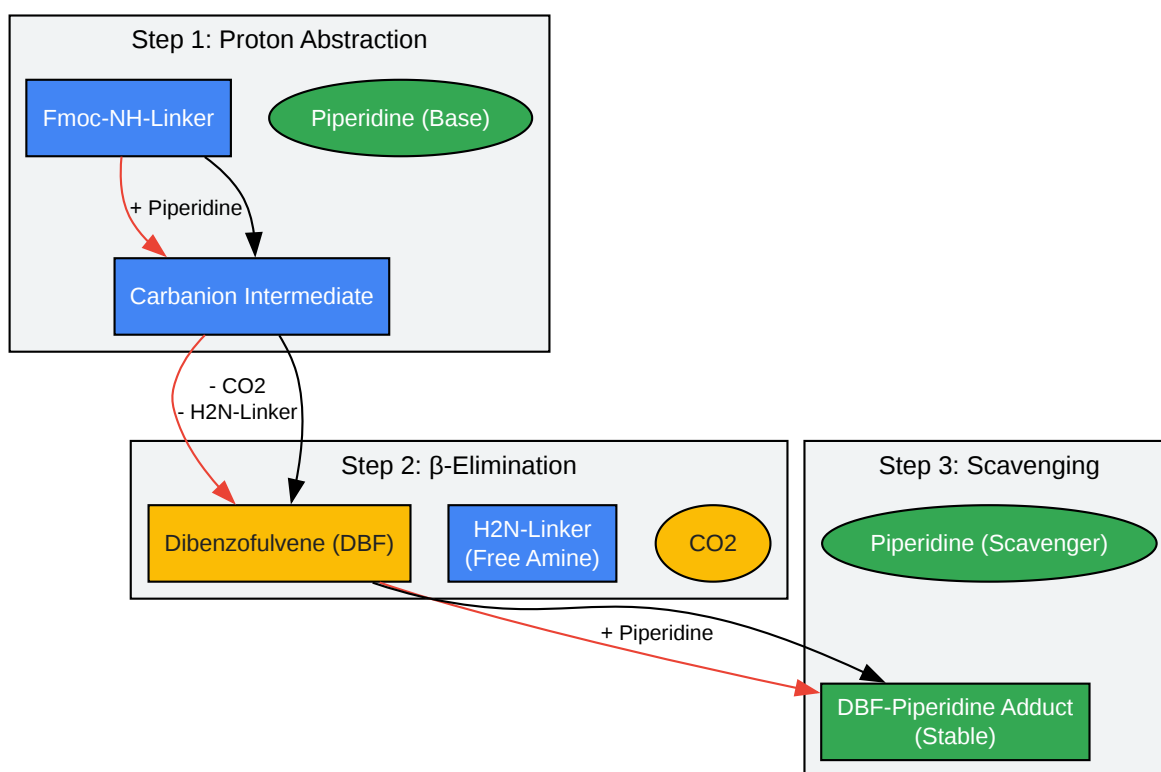 Step 1: Proton Abstraction
Fmoc-NH-Linker
Piperidine (Base)
+ Piperidine
Carbanion Intermediate
- CO2
- H2N-Linker
Step 2: β-Elimination
Dibenzofulvene (DBF)
H2N-Linker
(Free Amine)
CO2
Step 3: Scavenging
Piperidine (Scavenger)
+ Piperidine
DBF-Piperidine Adduct
(Stable)